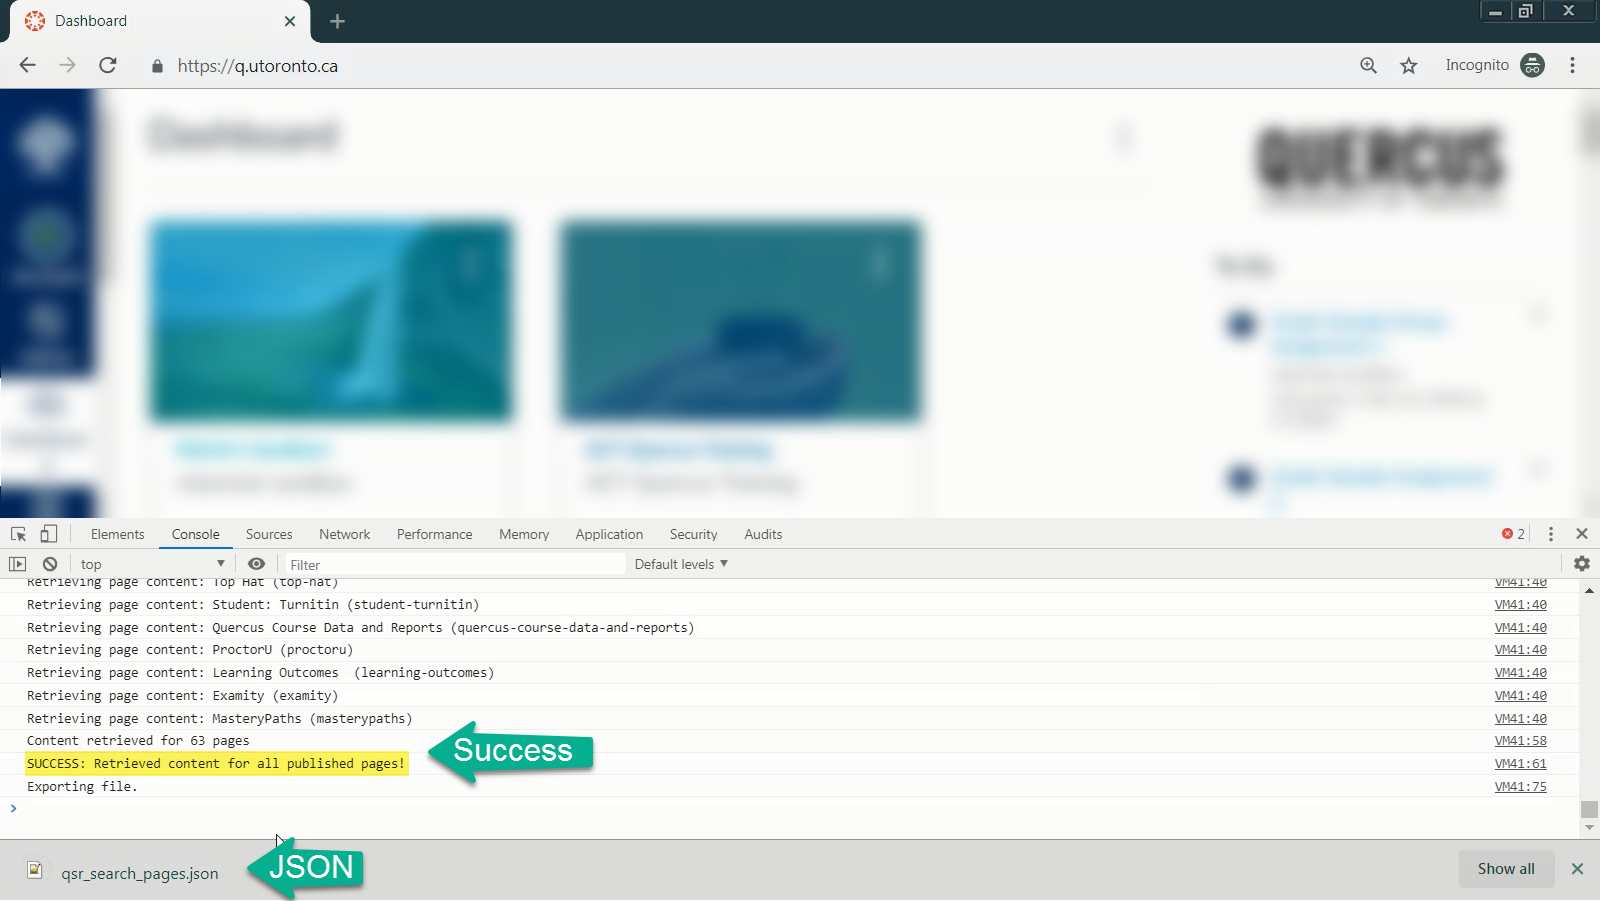 Dashboard
https://q.utoronto.ca
Incognito
Dashboard
QUERCUS
Elements Console Sources Network Performance Memory Application Security Audits 2
top Filter Default levels
Retrieving page content: Top Hat (top-hat) VM41:40
Retrieving page content: Student: Turnitin (student-turnitin) VM41:40
Retrieving page content: Quercus Course Data and Reports (quercus-course-data-and-reports) VM41:40
Retrieving page content: ProctorU (proctoru) VM41:40
Retrieving page content: Learning Outcomes  (learning-outcomes) VM41:40
Retrieving page content: Examity (examity) VM41:40
Retrieving page content: MasteryPaths (masterypaths) VM41:40
Content retrieved for 63 pages VM41:58
SUCCESS: Retrieved content for all published pages! VM41:61
Success
Exporting file. VM41:75
qsr_search_pages.json
JSON
Show all